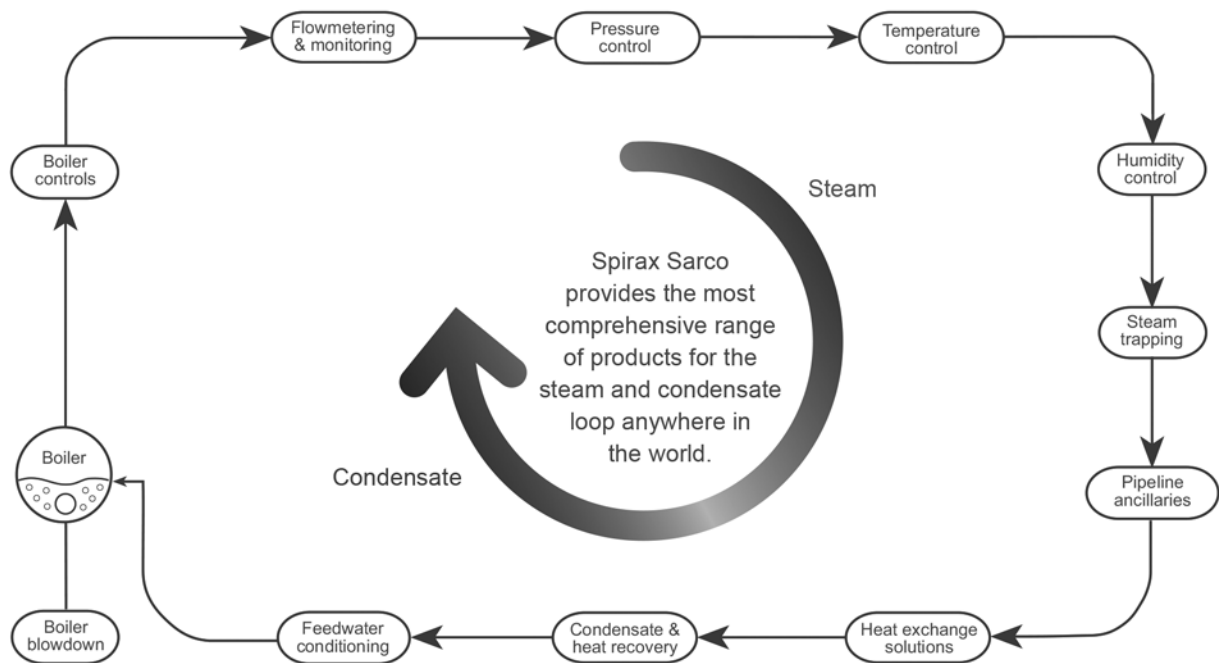 Flowmetering
& monitoring
Pressure
control
Temperature
control
Boiler
controls
Humidity
control
Steam
Spirax Sarco
provides the most
comprehensive range
of products for the
steam and condensate
loop anywhere in
the world.
Steam
trapping
Condensate
Boiler
Pipeline
ancillaries
Boiler
blowdown
Feedwater
conditioning
Condensate &
heat recovery
Heat exchange
solutions